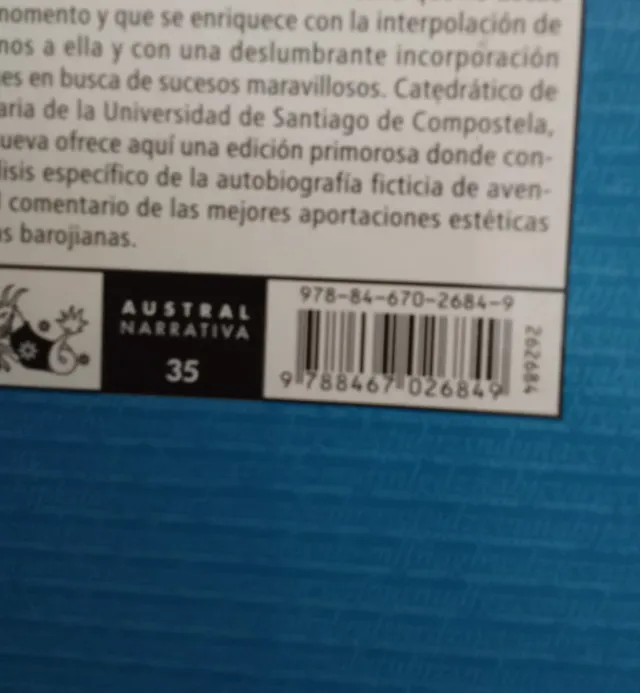 momento y que se enriquece con la interpolación de
nos a ella y con una deslumbrante incorporación
es en busca de sucesos maravillosos. Catedrático de
aria de la Universidad de Santiago de Compostela,
ueva ofrece aquí una edición primorosa donde con-
lisis específico de la autobiografía ficticia de aven-
l comentario de las mejores aportaciones estéticas
as barojianas.
AUSTRAL
NARRATIVA
35
978-84-670-2684-9
9 788467 026849
262684